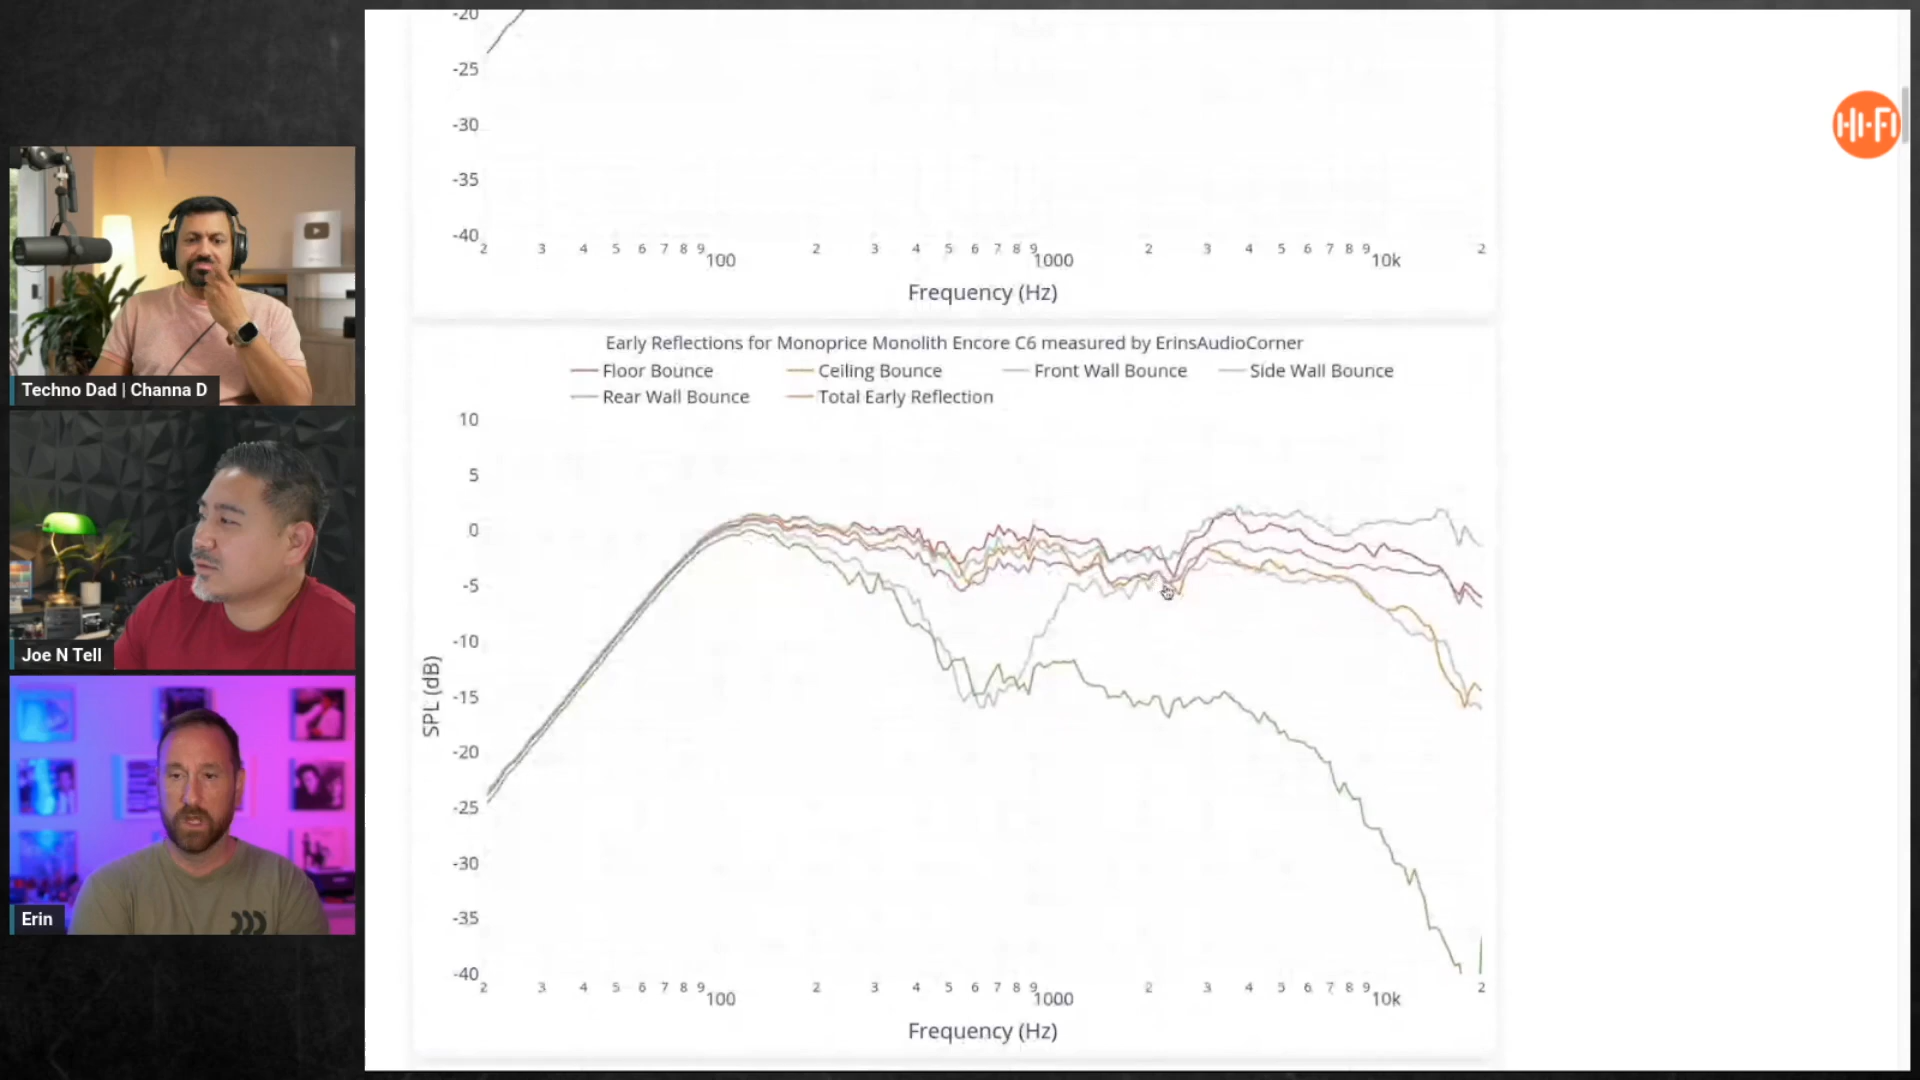 -20
-25
-30
-35
-40
2 3 4 5 6 7 8 9 100 2 3 4 5 6 7 8 9 1000 2 3 4 5 6 7 8 9 10k 2
Frequency (Hz)
HI-FI
Techno Dad | Channa D
Joe N Tell
Erin
Early Reflections for Monoprice Monolith Encore C6 measured by ErinsAudioCorner
Floor Bounce Ceiling Bounce Front Wall Bounce Side Wall Bounce
Rear Wall Bounce Total Early Reflection
10
5
0
-5
-10
-15
-20
-25
-30
-35
-40
SPL (dB)
2 3 4 5 6 7 8 9 100 2 3 4 5 6 7 8 9 1000 2 3 4 5 6 7 8 9 10k 2
Frequency (Hz)